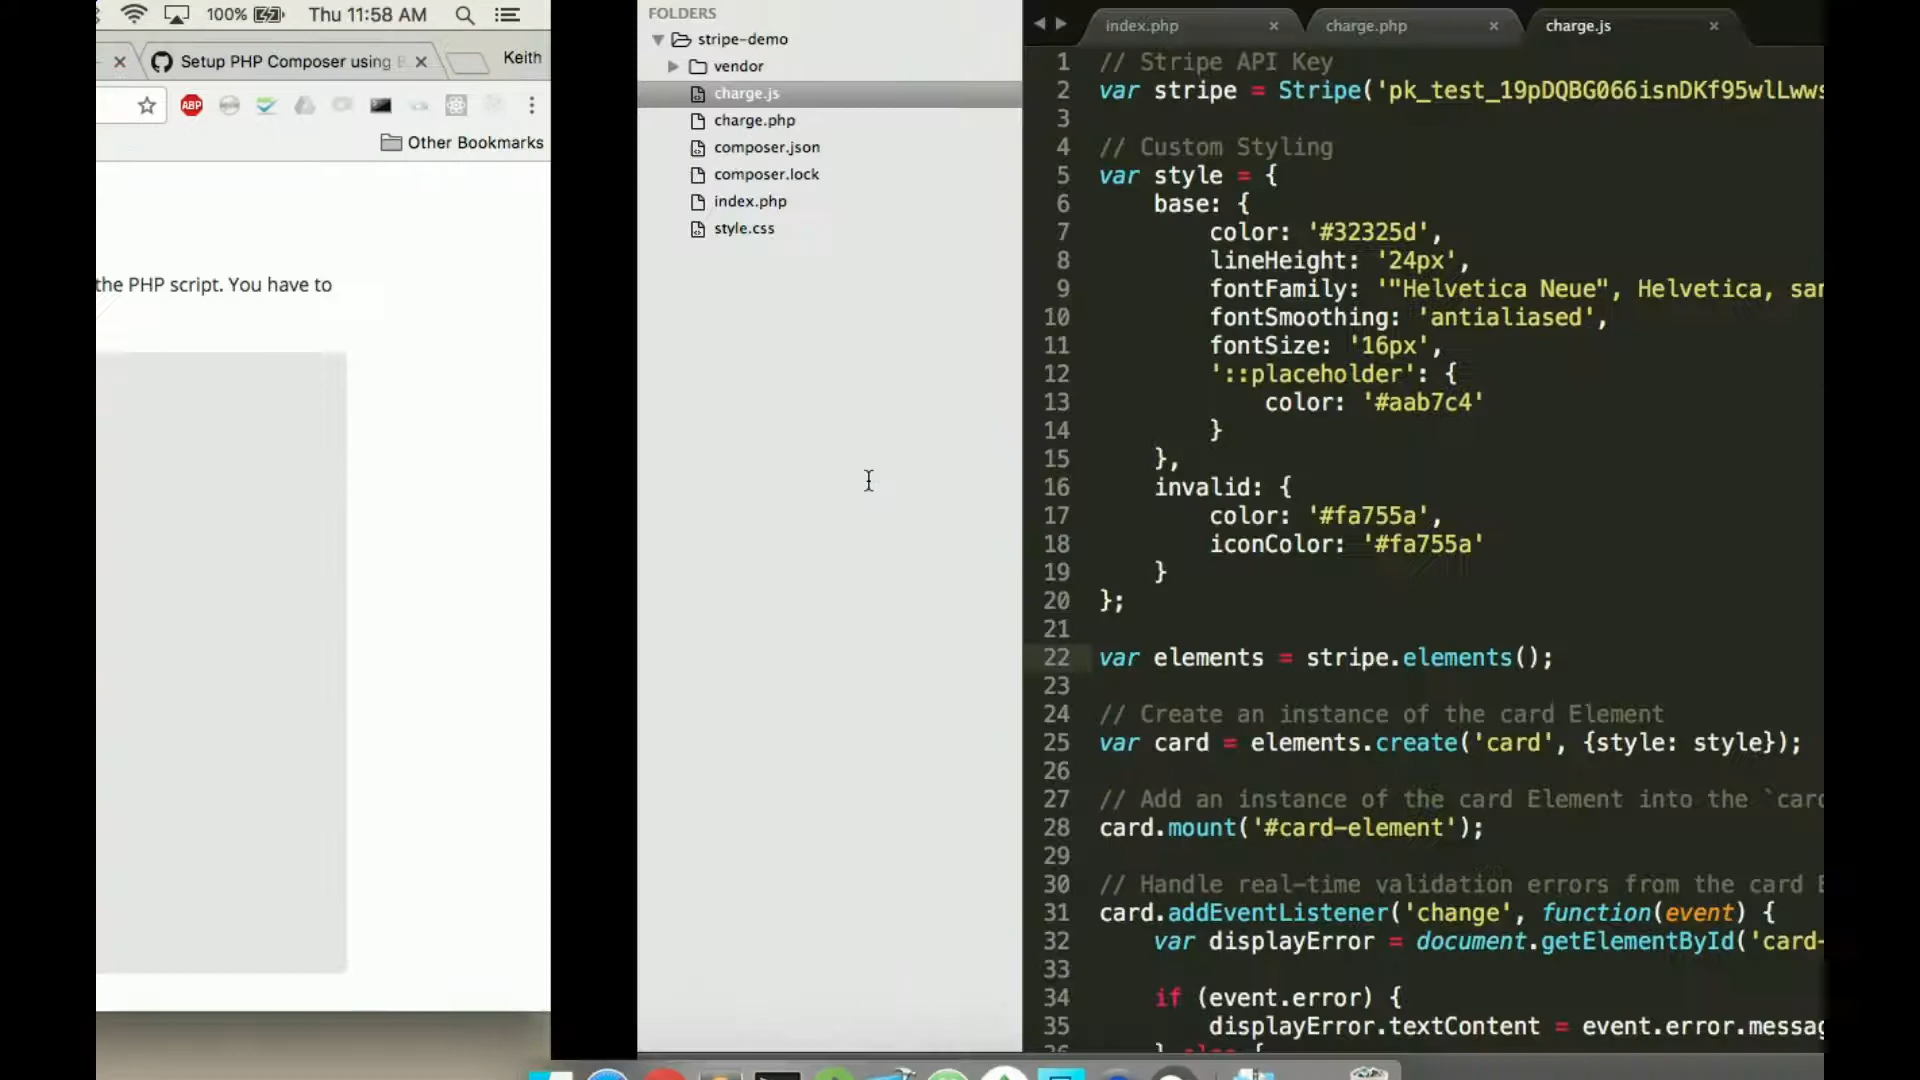 100%
Thu 11:58 AM
Setup PHP Composer using
Keith
ABP
Other Bookmarks
the PHP script. You have to
FOLDERS
stripe-demo
vendor
charge.js
charge.php
composer.json
composer.lock
index.php
style.css
index.php
charge.php
charge.js
1 // Stripe API Key
2 var stripe = Stripe('pk_test_19pDQBG066isnDKf95wlLwws
3
4 // Custom Styling
5 var style = {
6 base: {
7 color: '#32325d',
8 lineHeight: '24px',
9 fontFamily: '"Helvetica Neue", Helvetica, san
10 fontSmoothing: 'antialiased',
11 fontSize: '16px',
12 '::placeholder': {
13 color: '#aab7c4'
14 }
15 },
16 invalid: {
17 color: '#fa755a',
18 iconColor: '#fa755a'
19 }
20 };
21
22 var elements = stripe.elements();
23
24 // Create an instance of the card Element
25 var card = elements.create('card', {style: style});
26
27 // Add an instance of the card Element into the `card
28 card.mount('#card-element');
29
30 // Handle real-time validation errors from the card E
31 card.addEventListener('change', function(event) {
32 var displayError = document.getElementById('card-
33
34 if (event.error) {
35 displayError.textContent = event.error.messag
36 } else {